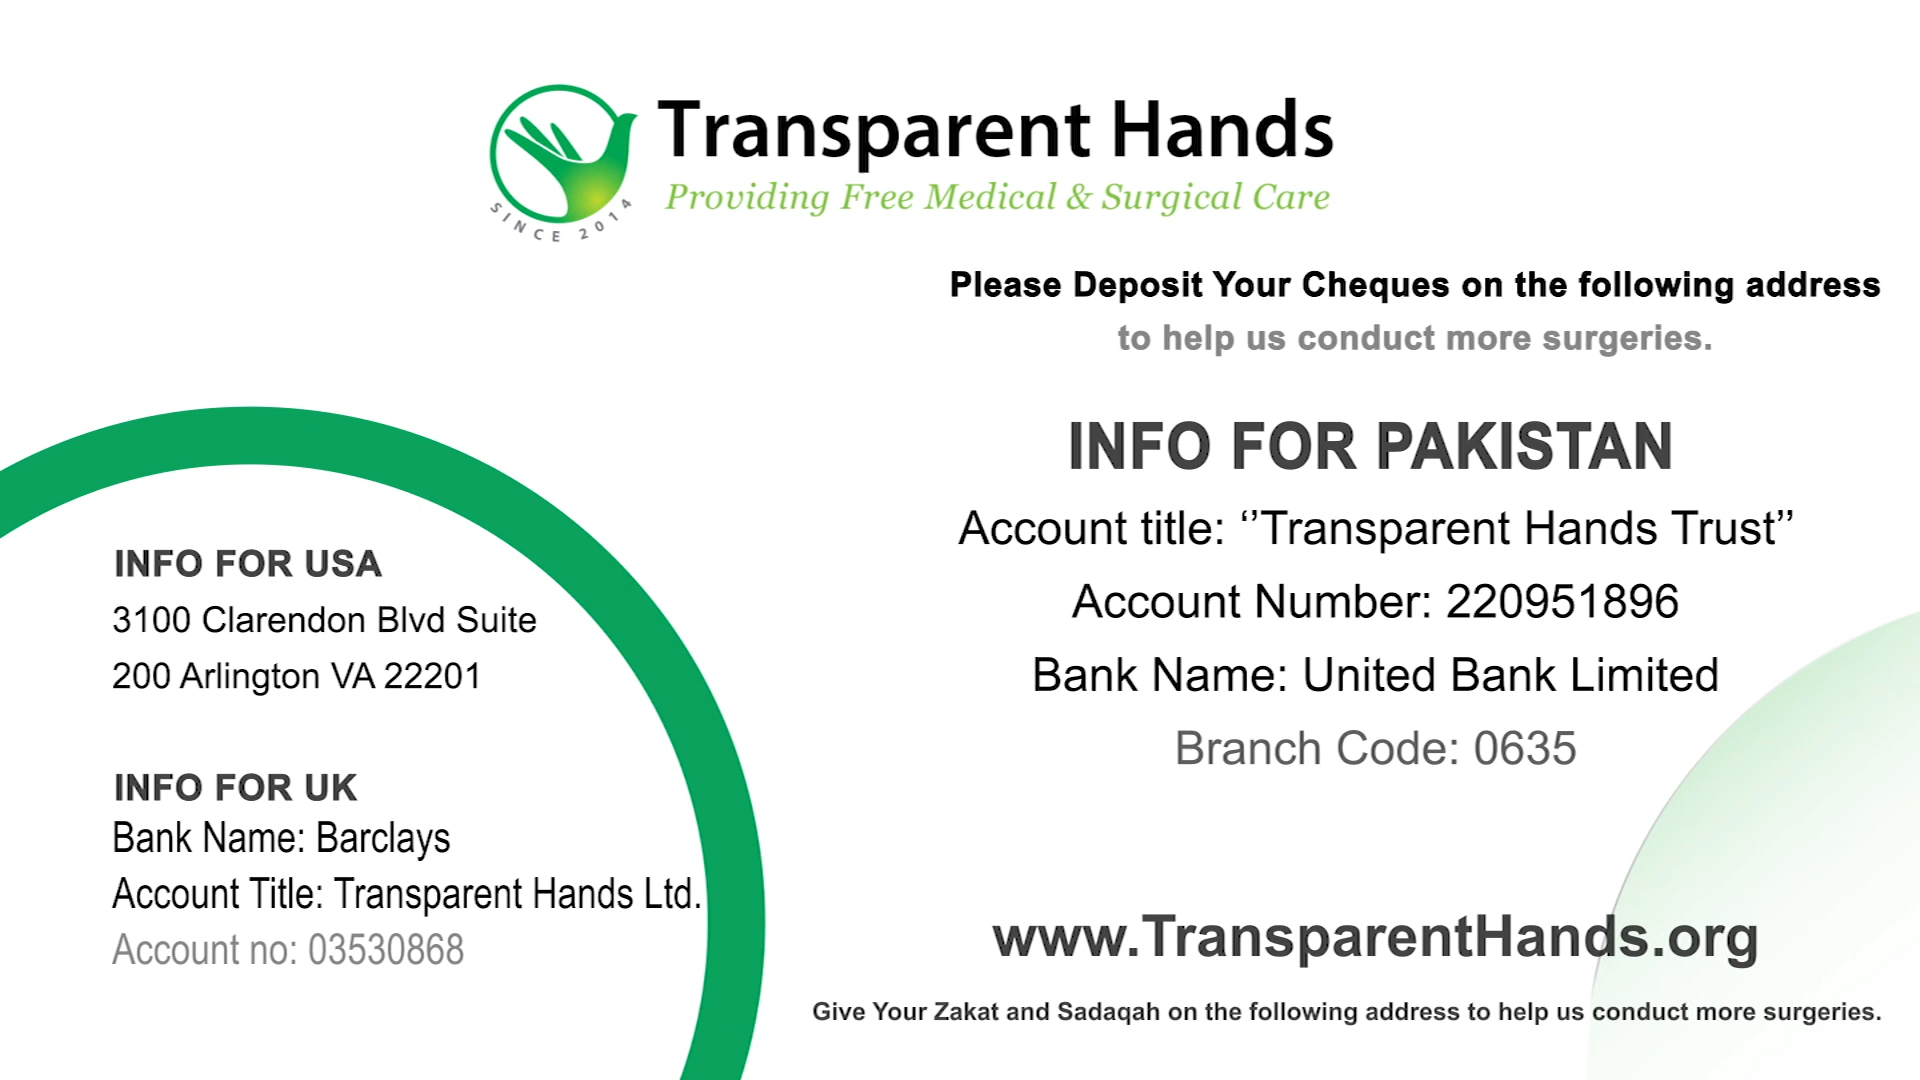 Transparent Hands
Providing Free Medical & Surgical Care
SINCE 2014
Please Deposit Your Cheques on the following address
to help us conduct more surgeries.
INFO FOR PAKISTAN
Account title: ‘’Transparent Hands Trust’’
Account Number: 220951896
Bank Name: United Bank Limited
Branch Code: 0635
INFO FOR USA
3100 Clarendon Blvd Suite
200 Arlington VA 22201
INFO FOR UK
Bank Name: Barclays
Account Title: Transparent Hands Ltd.
Account no: 03530868
www.TransparentHands.org
Give Your Zakat and Sadaqah on the following address to help us conduct more surgeries.